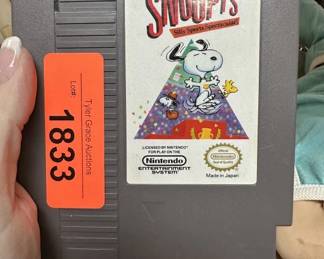 Lot#
1833
Tyler Grace Auctions
SNOOPY'S
Silly Sports Spectacular!
LICENSED BY NINTENDO
FOR PLAY ON THE
Nintendo
ENTERTAINMENT
SYSTEM
Made in Japan